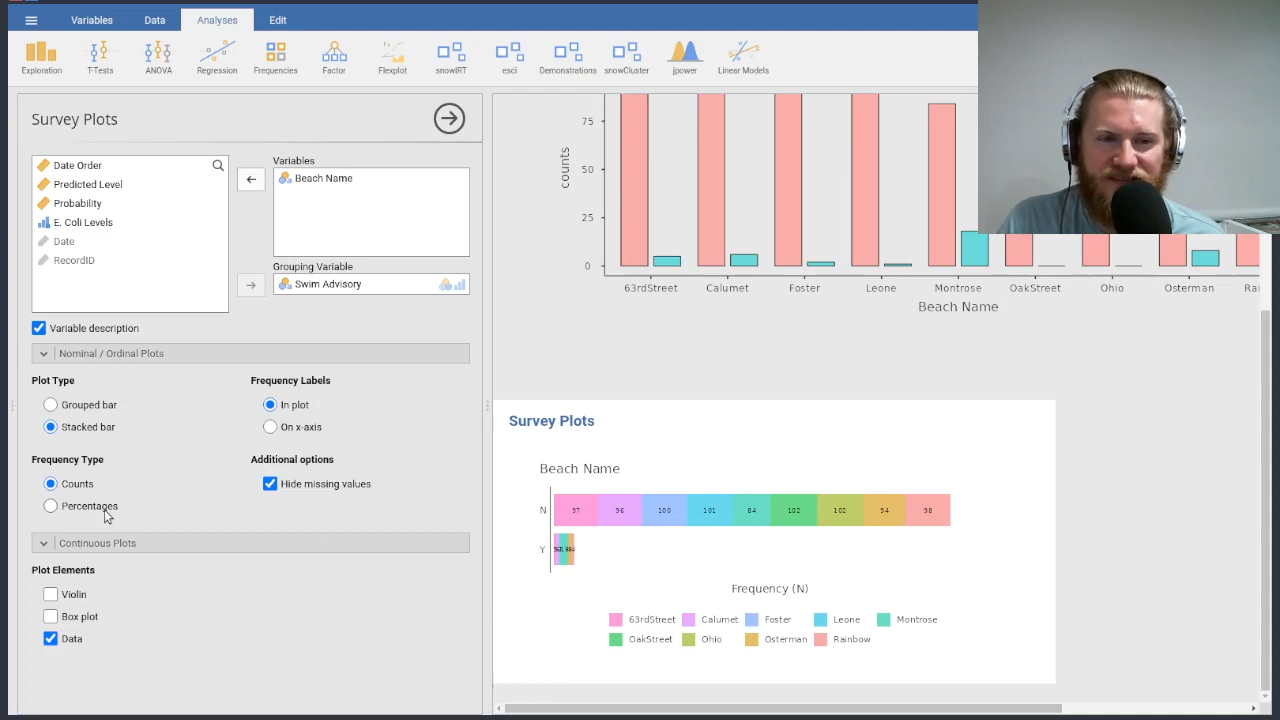 Variables Data Analyses Edit
Exploration T-Tests ANOVA Regression Frequencies Factor Flexplot snowIRT esci Demonstrations snowCluster jpower Linear Models
Survey Plots
Date Order
Predicted Level
Probability
E. Coli Levels
Date
RecordID
Variables
Beach Name
Grouping Variable
Swim Advisory
Variable description
Nominal / Ordinal Plots
Plot Type
Grouped bar
Stacked bar
Frequency Labels
In plot
On x-axis
Frequency Type
Counts
Percentages
Additional options
Hide missing values
Continuous Plots
Plot Elements
Violin
Box plot
Data
counts
75
50
25
0
63rdStreet Calumet Foster Leone Montrose OakStreet Ohio Osterman Rai
Beach Name
Survey Plots
Beach Name
N 97 96 100 101 84 102 102 94 98
Y
Frequency (N)
63rdStreet Calumet Foster Leone Montrose
OakStreet Ohio Osterman Rainbow